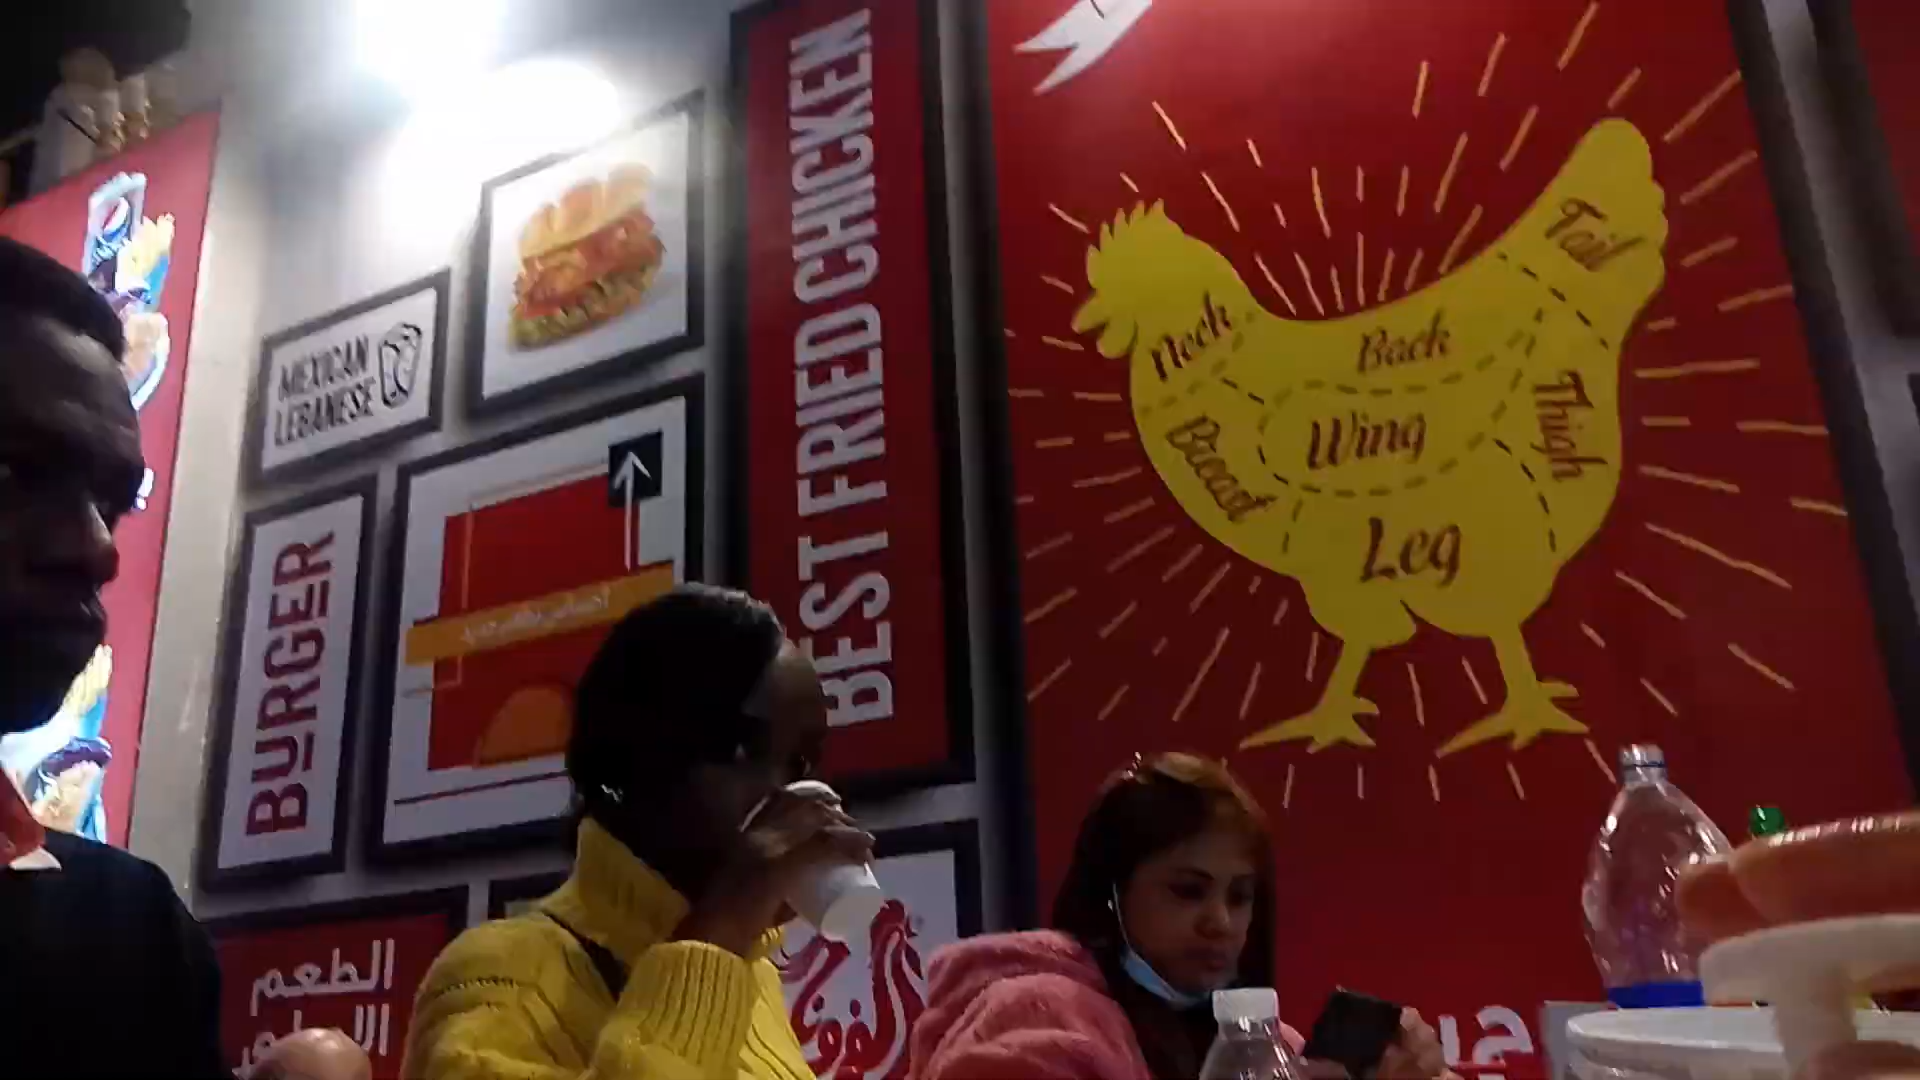 MEXICAN
LEBANESE
BURGER
BEST FRIED CHICKEN
Neck
Back
Tail
Breast
Wing
Thigh
Leg
الطعم